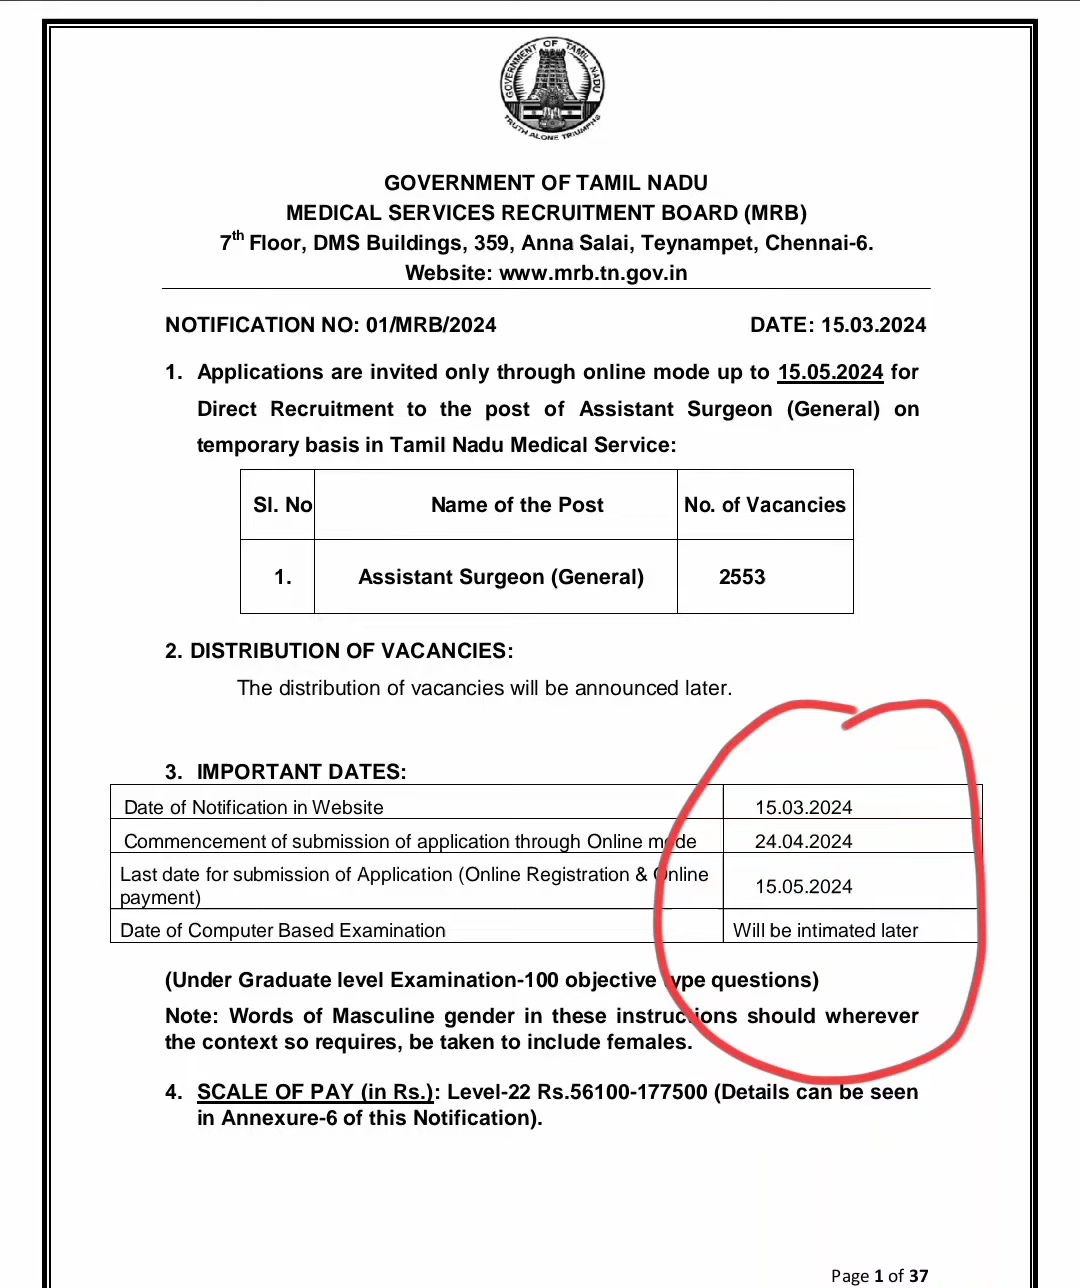 GOVERNMENT OF TAMIL NADU
TRUTH ALONE TRIUMPHS
GOVERNMENT OF TAMIL NADU
MEDICAL SERVICES RECRUITMENT BOARD (MRB)
7th Floor, DMS Buildings, 359, Anna Salai, Teynampet, Chennai-6.
Website: www.mrb.tn.gov.in
NOTIFICATION NO: 01/MRB/2024 DATE: 15.03.2024
1. Applications are invited only through online mode up to 15.05.2024 for
Direct Recruitment to the post of Assistant Surgeon (General) on
temporary basis in Tamil Nadu Medical Service:
Sl. No Name of the Post No. of Vacancies
1. Assistant Surgeon (General) 2553
2. DISTRIBUTION OF VACANCIES:
The distribution of vacancies will be announced later.
3. IMPORTANT DATES:
Date of Notification in Website 15.03.2024
Commencement of submission of application through Online mode 24.04.2024
Last date for submission of Application (Online Registration & Online
payment) 15.05.2024
Date of Computer Based Examination Will be intimated later
(Under Graduate level Examination-100 objective type questions)
Note: Words of Masculine gender in these instructions should wherever
the context so requires, be taken to include females.
4. SCALE OF PAY (in Rs.): Level-22 Rs.56100-177500 (Details can be seen
in Annexure-6 of this Notification).
Page 1 of 37